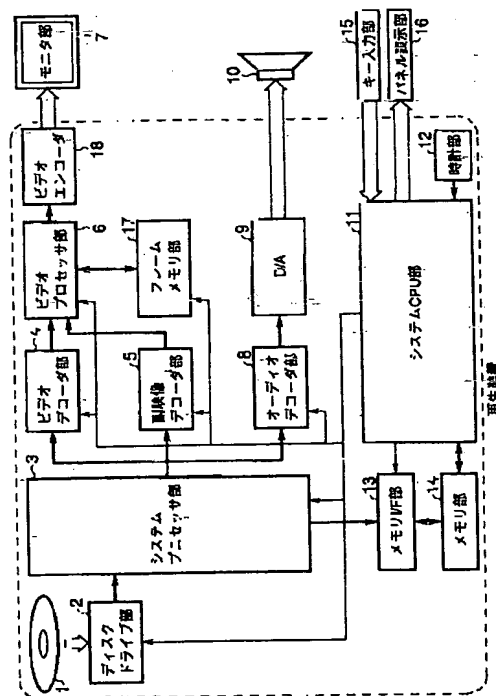 1
2
ディスク
ドライブ部
3
システム
プロセッサ部
4
ビデオ
デコーダ部
5
副映像
デコーダ部
8
オーディオ
デコーダ部
6
ビデオ
プロセッサ部
17
フレーム
メモリ部
9
D/A
18
ビデオ
エンコーダ
7
モニタ部
10
15
キー入力部
パネル表示部
16
12
時計部
11
システムCPU部
13
メモリI/F部
14
メモリ部
再生装置